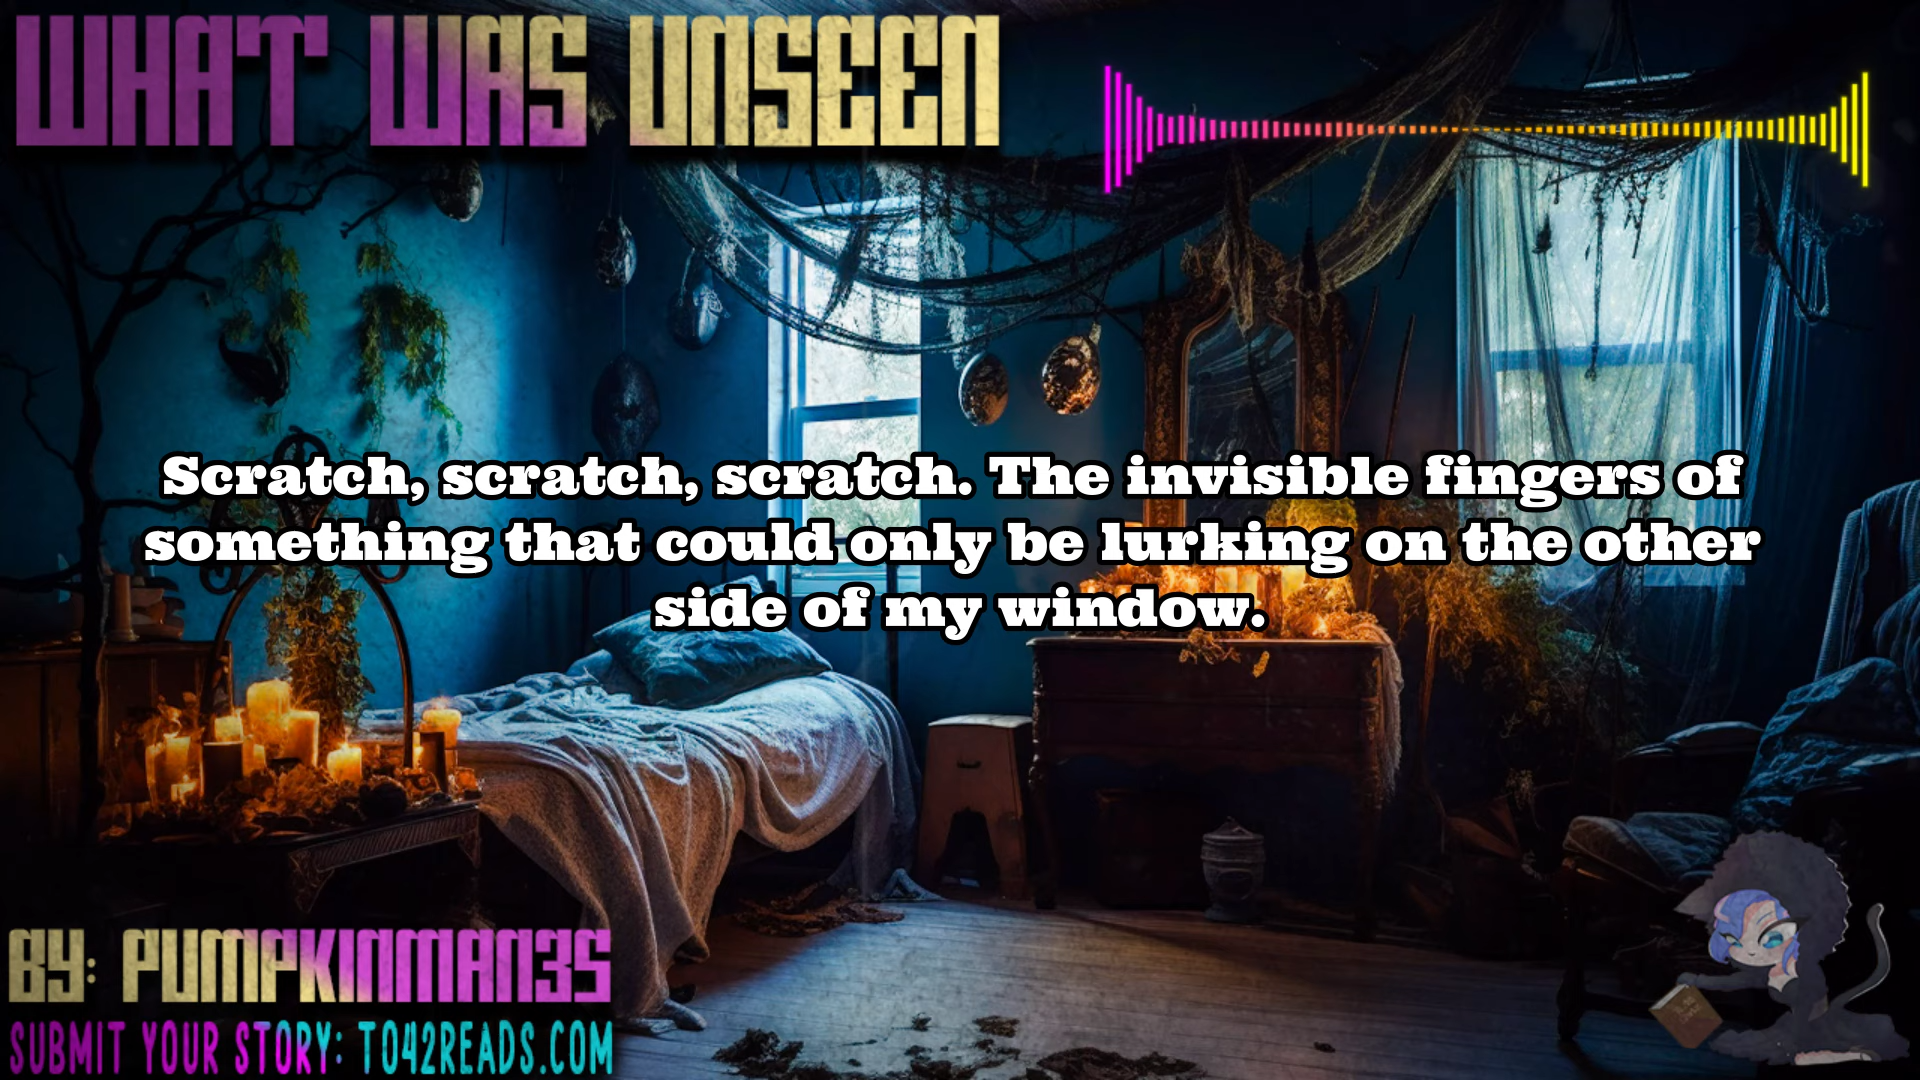 WHAT WAS UNSEEN
Scratch, scratch, scratch. The invisible fingers of
something that could only be lurking on the other
side of my window.
BY: PUMPKINMAN35
SUBMIT YOUR STORY: TO42READS.COM